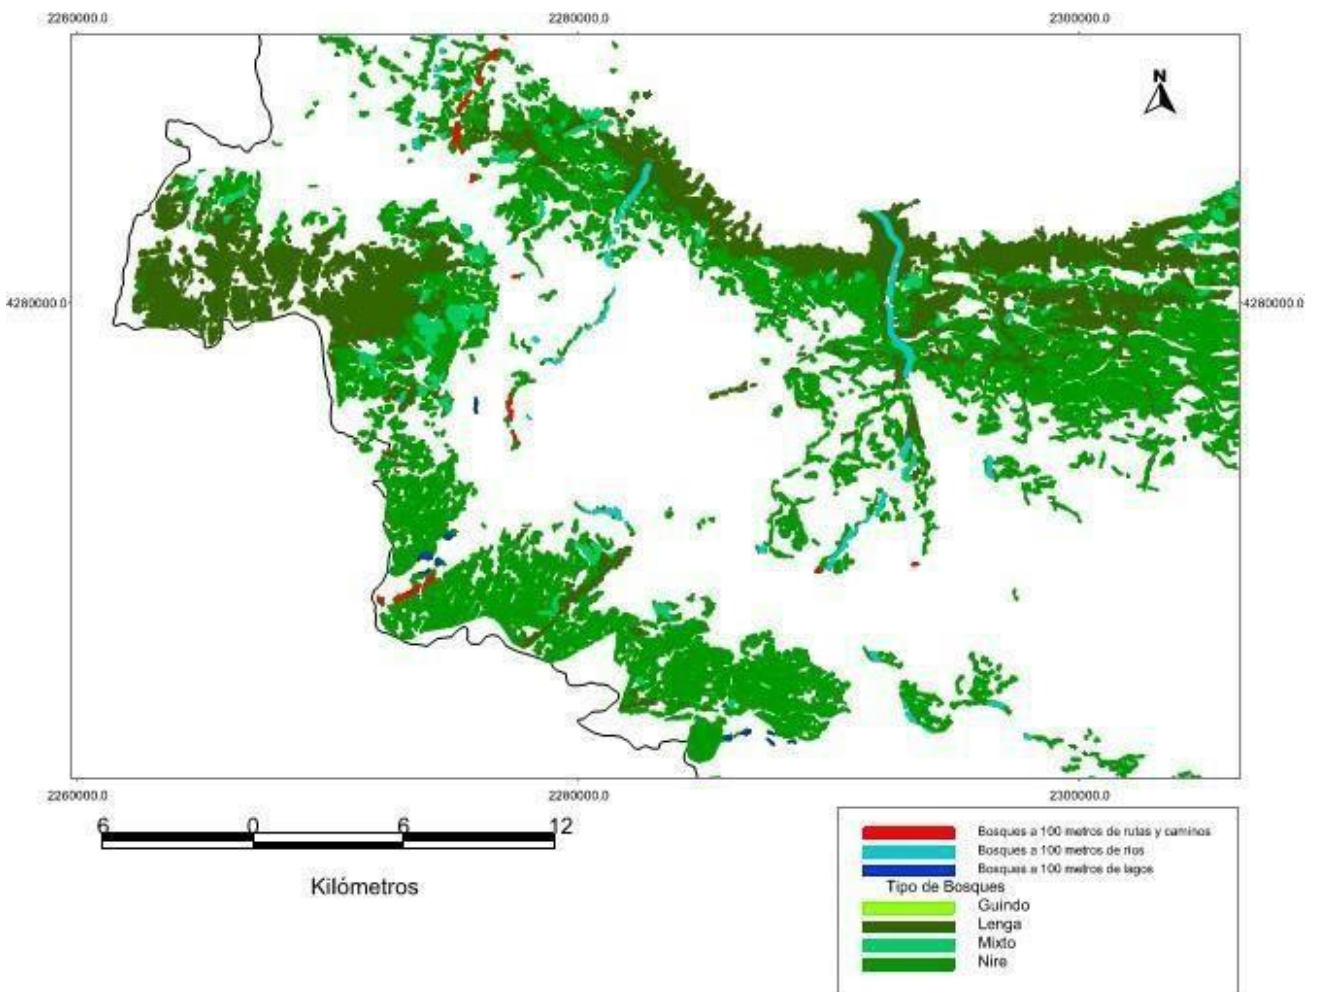 2260000.0 2280000.0 2300000.0
N
4280000.0 4280000.0
2260000.0 2280000.0 2300000.0
6 0 6 12
Kilómetros
Bosques a 100 metros de rutas y caminos
Bosques a 100 metros de rios
Bosques a 100 metros de lagos
Tipo de Bosques
Guindo
Lenga
Mixto
Nire